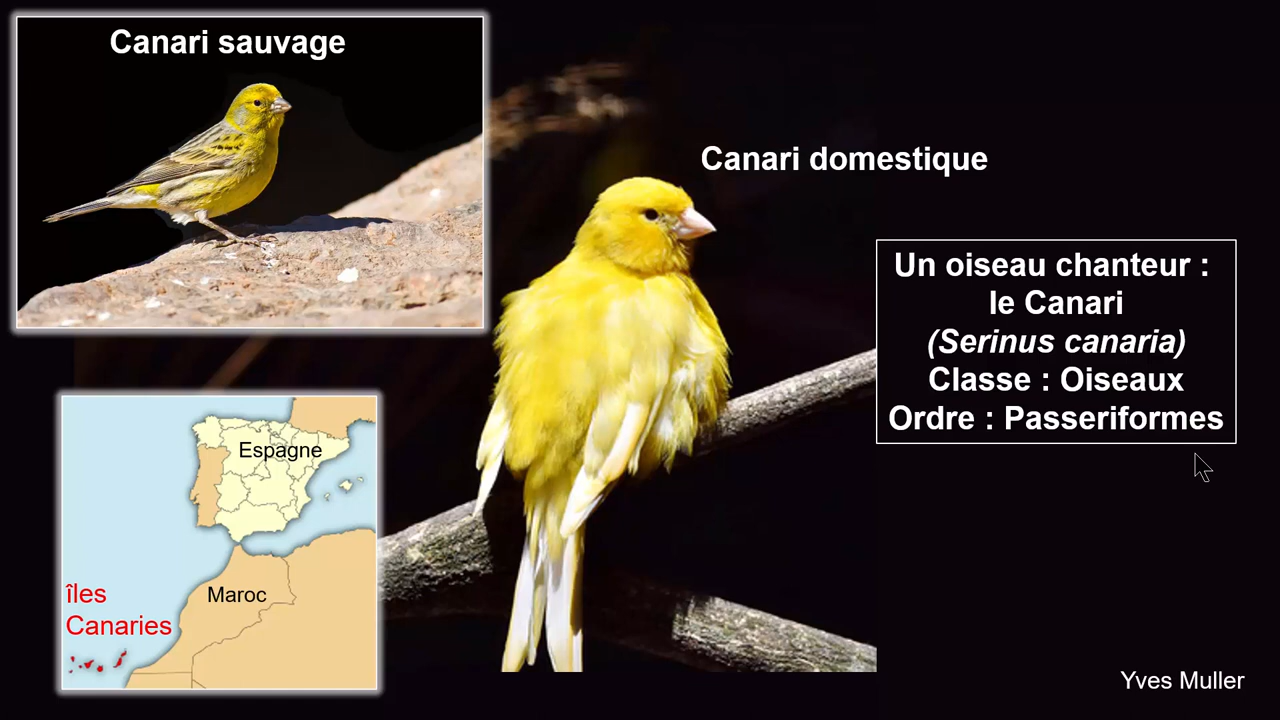 Canari sauvage
Canari domestique
Un oiseau chanteur :
le Canari
(Serinus canaria)
Classe : Oiseaux
Ordre : Passeriformes
Espagne
Maroc
îles
Canaries
Yves Muller